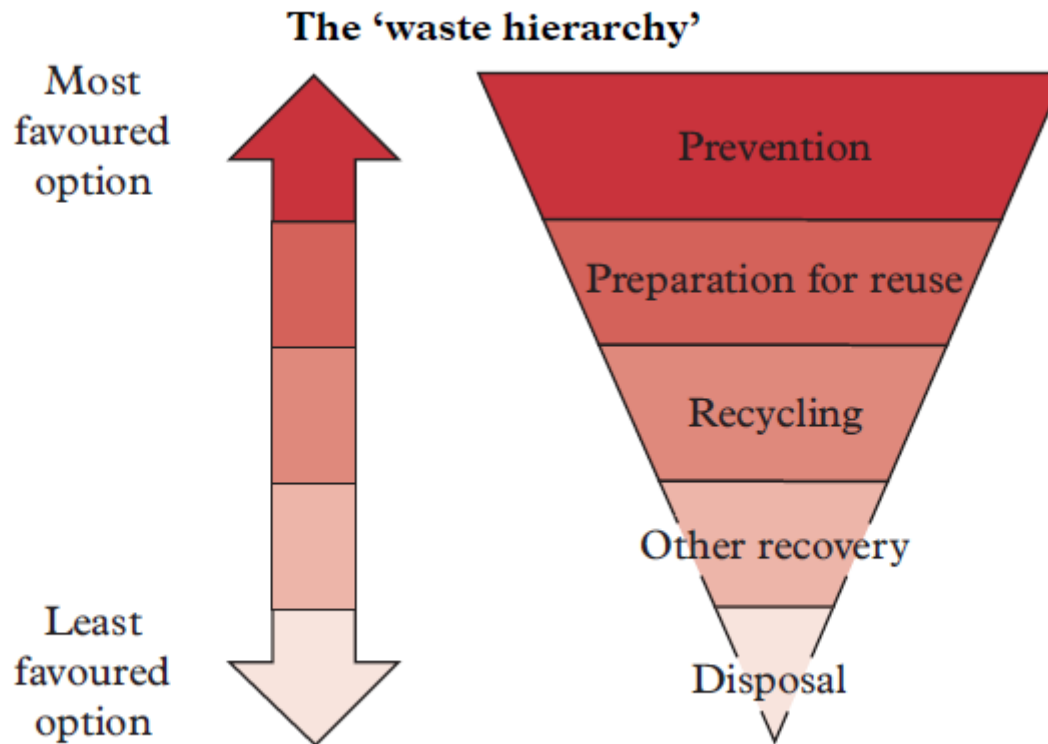 The ‘waste hierarchy’
Most
favoured
option
Prevention
Preparation for reuse
Recycling
Other recovery
Least
favoured
option
Disposal